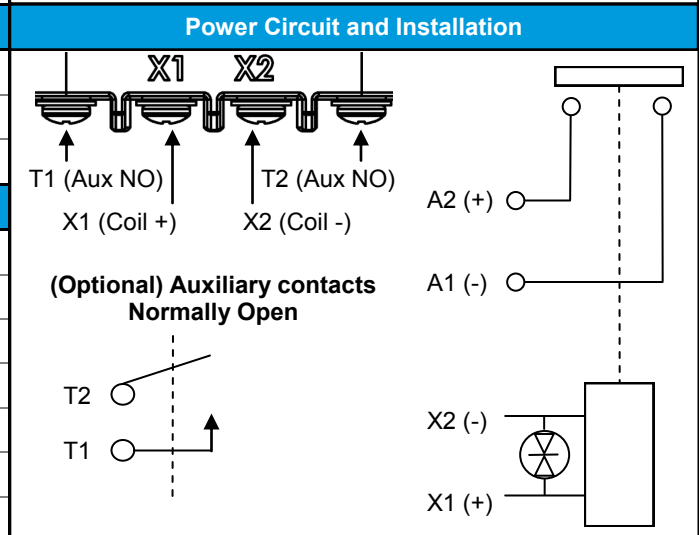 Power Circuit and Installation
X1 X2
T1 (Aux NO) T2 (Aux NO)
X1 (Coil +) X2 (Coil -)
(Optional) Auxiliary contacts
Normally Open
T2
T1
A2 (+)
A1 (-)
X2 (-)
X1 (+)